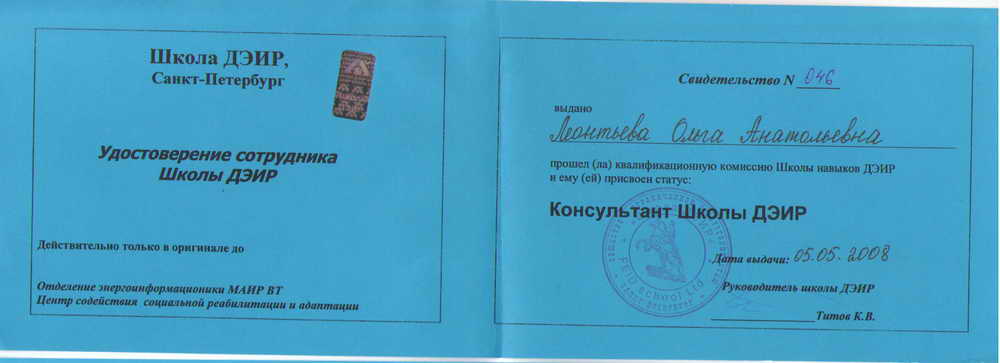 Школа ДЭИР,
Санкт-Петербург
Удостоверение сотрудника
Школы ДЭИР
Действительно только в оригинале до
Отделение энергоинформационики МАИР ВТ
Центр содействия социальной реабилитации и адаптации
Свидетельство N 046
выдано
Леонтьева Ольга Анатольевна
прошел (ла) квалификационную комиссию Школы навыков ДЭИР
и ему (ей) присвоен статус:
Консультант Школы ДЭИР
Дата выдачи: 05.05.2008
Руководитель школы ДЭИР
Титов К.В.
School Ltd